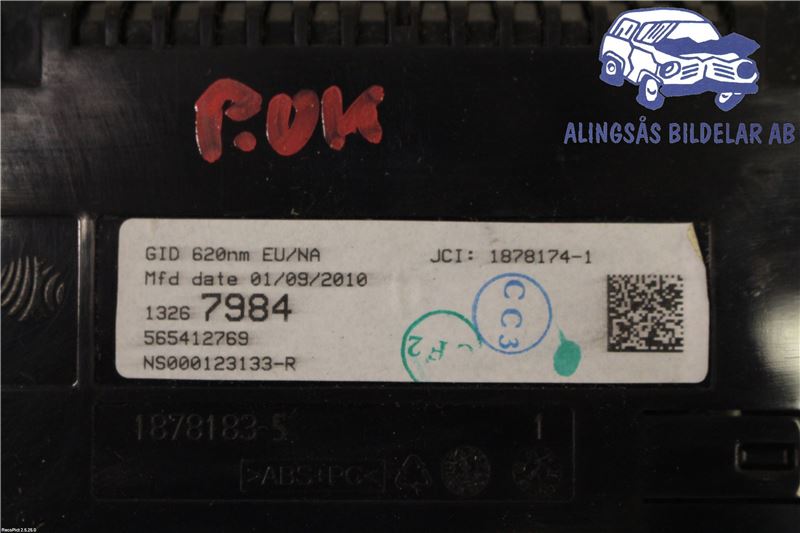 ALINGSÅS BILDELAR AB
P.OK
GID 620nm EU/NA
JCI: 1878174-1
Mfd date 01/09/2010
1326 7984
565412769
NS000123133-R
CC3
1878183-5
1
>ABS+PC<